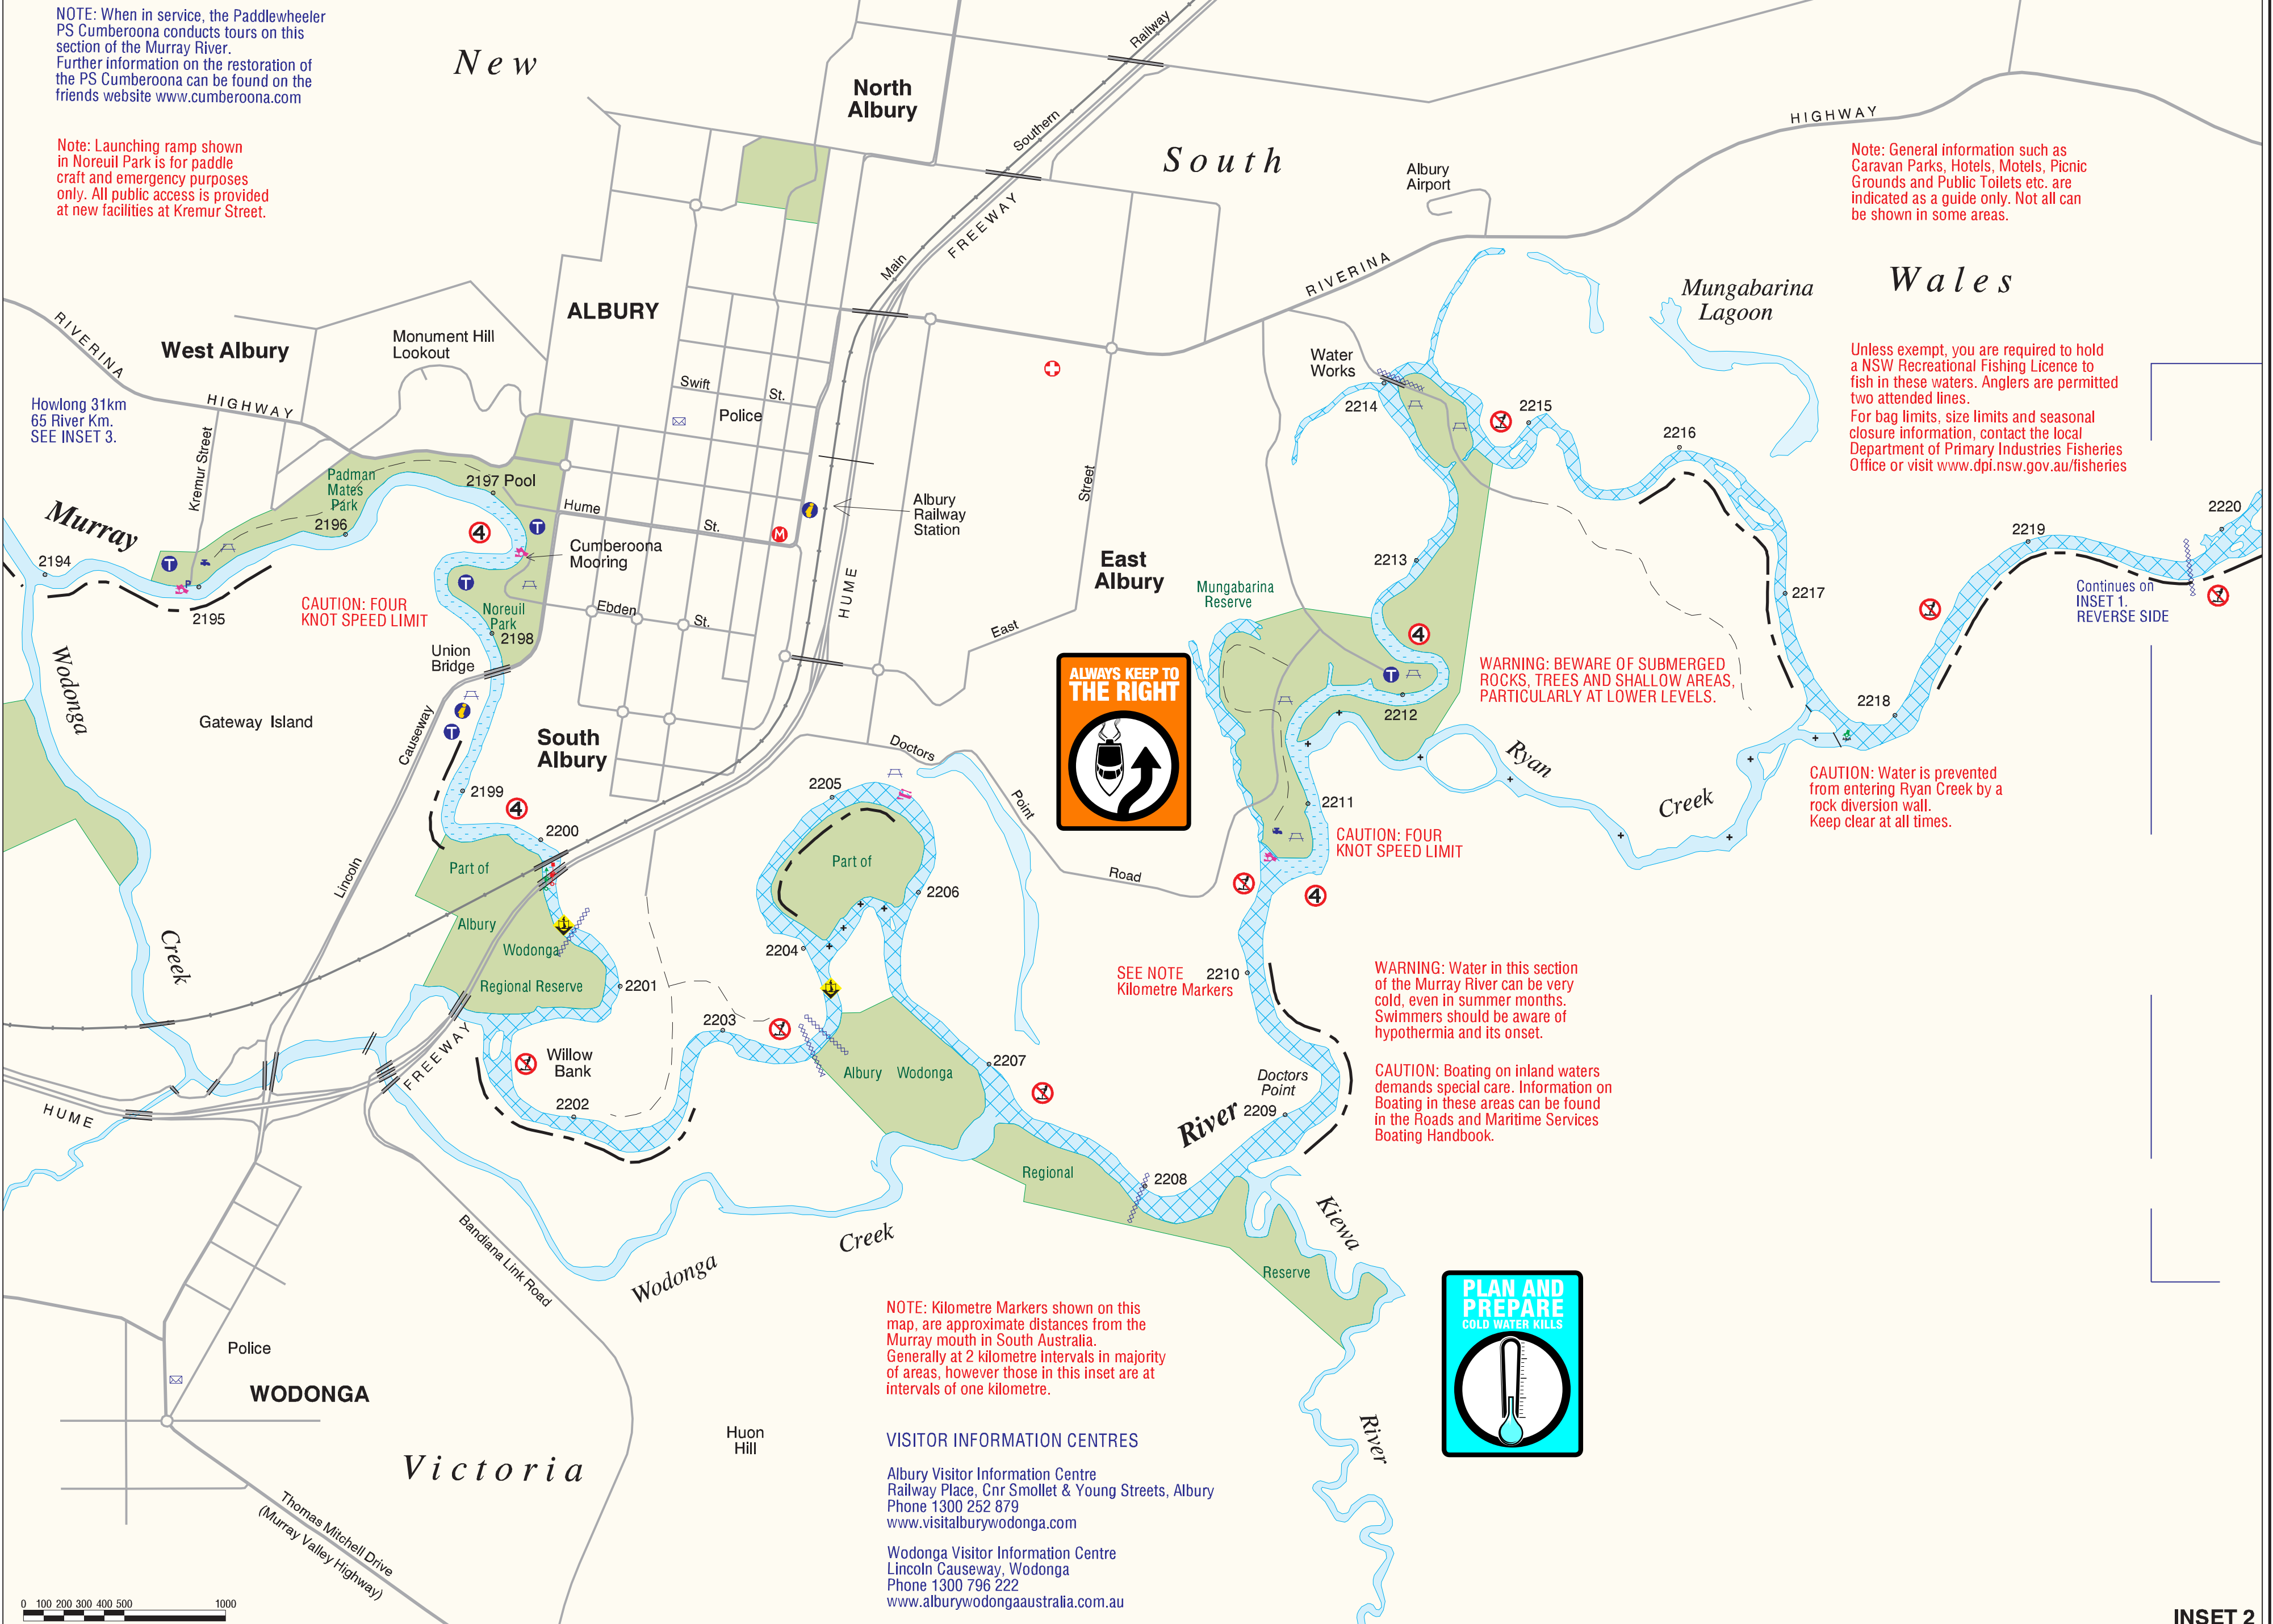 NOTE: When in service, the Paddlewheeler
PS Cumberoona conducts tours on this
section of the Murray River.
Further information on the restoration of
the PS Cumberoona can be found on the
friends website www.cumberoona.com
Note: Launching ramp shown
in Noreuil Park is for paddle
craft and emergency purposes
only. All public access is provided
at new facilities at Kremur Street.
New
North
Albury
Railway
Southern
Main
FREEWAY
South
Albury
Airport
HIGHWAY
RIVERINA
Note: General information such as
Caravan Parks, Hotels, Motels, Picnic
Grounds and Public Toilets etc. are
indicated as a guide only. Not all can
be shown in some areas.
Wales
Mungabarina
Lagoon
Unless exempt, you are required to hold
a NSW Recreational Fishing Licence to
fish in these waters. Anglers are permitted
two attended lines.
For bag limits, size limits and seasonal
closure information, contact the local
Department of Primary Industries Fisheries
Office or visit www.dpi.nsw.gov.au/fisheries
RIVERINA
HIGHWAY
West Albury
Monument Hill
Lookout
ALBURY
Swift
St.
Police
Howlong 31km
65 River Km.
SEE INSET 3.
Kremur Street
Padman
Mates
Park
2197 Pool
2196
4
T
Hume
St.
M
Albury
Railway
Station
Street
Cumberoona
Mooring
Murray
2194
T
P
2195
CAUTION: FOUR
KNOT SPEED LIMIT
T
Noreuil
Park
2198
Ebden
St.
HUME
East
Albury
East
Union
Bridge
Water
Works
2214
2215
2216
2213
2217
2219
2220
Continues on
INSET 1.
REVERSE SIDE
Mungabarina
Reserve
4
T
2212
WARNING: BEWARE OF SUBMERGED
ROCKS, TREES AND SHALLOW AREAS,
PARTICULARLY AT LOWER LEVELS.
2218
Ryan
Creek
CAUTION: Water is prevented
from entering Ryan Creek by a
rock diversion wall.
Keep clear at all times.
ALWAYS KEEP TO
THE RIGHT
Wodonga
Creek
Gateway Island
T
Causeway
Lincoln
South
Albury
Doctors
Point
Road
2199
4
2200
2205
2211
CAUTION: FOUR
KNOT SPEED LIMIT
4
Part of
Albury
Wodonga
Regional Reserve
Part of
2206
2204
2201
2203
SEE NOTE
Kilometre Markers
2210
WARNING: Water in this section
of the Murray River can be very
cold, even in summer months.
Swimmers should be aware of
hypothermia and its onset.
CAUTION: Boating on inland waters
demands special care. Information on
Boating in these areas can be found
in the Roads and Maritime Services
Boating Handbook.
Willow
Bank
2202
Albury Wodonga
2207
Doctors
Point
2209
River
FREEWAY
HUME
Regional
2208
Reserve
Kiewa
River
Bandiana Link Road
Wodonga
Creek
PLAN AND
PREPARE
COLD WATER KILLS
NOTE: Kilometre Markers shown on this
map, are approximate distances from the
Murray mouth in South Australia.
Generally at 2 kilometre intervals in majority
of areas, however those in this inset are at
intervals of one kilometre.
Police
WODONGA
Huon
Hill
Victoria
VISITOR INFORMATION CENTRES
Albury Visitor Information Centre
Railway Place, Cnr Smollet & Young Streets, Albury
Phone 1300 252 879
www.visitalburywodonga.com
Wodonga Visitor Information Centre
Lincoln Causeway, Wodonga
Phone 1300 796 222
www.alburywodongaaustralia.com.au
Thomas Mitchell Drive
(Murray Valley Highway)
0 100 200 300 400 500 1000
INSET 2